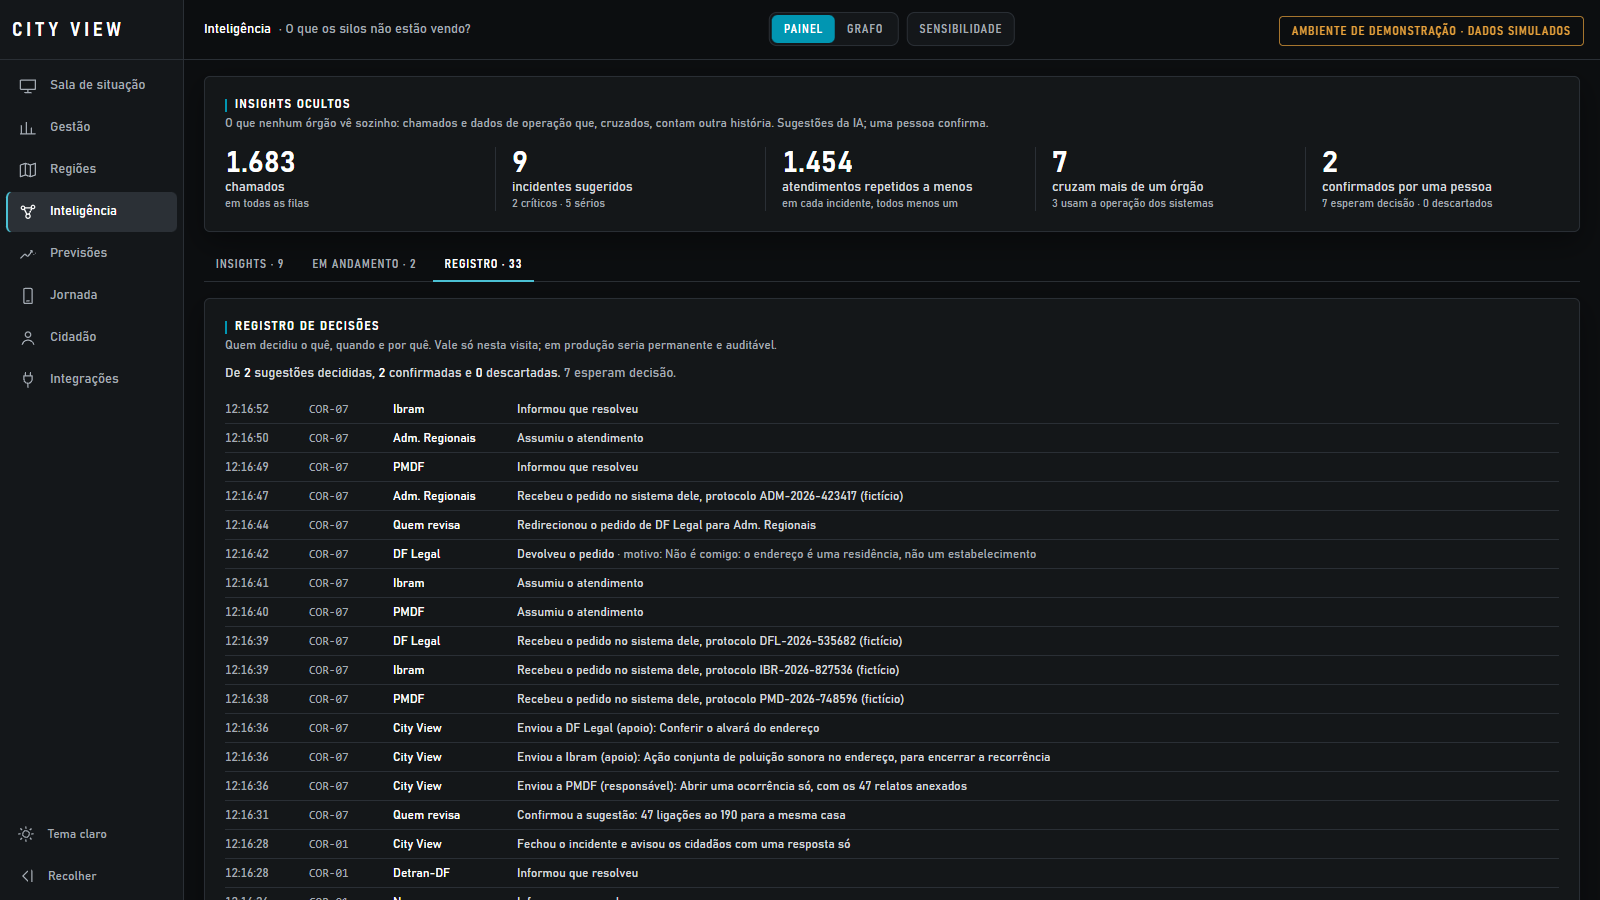 CITY VIEW
Inteligência · O que os silos não estão vendo?
PAINEL
GRAFO
SENSIBILIDADE
AMBIENTE DE DEMONSTRAÇÃO · DADOS SIMULADOS
Sala de situação
Gestão
Regiões
Inteligência
Previsões
Jornada
Cidadão
Integrações
Tema claro
Recolher
INSIGHTS OCULTOS
O que nenhum órgão vê sozinho: chamados e dados de operação que, cruzados, contam outra história. Sugestões da IA; uma pessoa confirma.
1.683
chamados
em todas as filas
9
incidentes sugeridos
2 críticos · 5 sérios
1.454
atendimentos repetidos a menos
em cada incidente, todos menos um
7
cruzam mais de um órgão
3 usam a operação dos sistemas
2
confirmados por uma pessoa
7 esperam decisão · 0 descartados
INSIGHTS · 9
EM ANDAMENTO · 2
REGISTRO · 33
REGISTRO DE DECISÕES
Quem decidiu o quê, quando e por quê. Vale só nesta visita; em produção seria permanente e auditável.
De 2 sugestões decididas, 2 confirmadas e 0 descartadas. 7 esperam decisão.
12:16:52 COR-07 Ibram Informou que resolveu
12:16:50 COR-07 Adm. Regionais Assumiu o atendimento
12:16:49 COR-07 PMDF Informou que resolveu
12:16:47 COR-07 Adm. Regionais Recebeu o pedido no sistema dele, protocolo ADM-2026-423417 (fictício)
12:16:44 COR-07 Quem revisa Redirecionou o pedido de DF Legal para Adm. Regionais
12:16:42 COR-07 DF Legal Devolveu o pedido · motivo: Não é comigo: o endereço é uma residência, não um estabelecimento
12:16:41 COR-07 Ibram Assumiu o atendimento
12:16:40 COR-07 PMDF Assumiu o atendimento
12:16:39 COR-07 DF Legal Recebeu o pedido no sistema dele, protocolo DFL-2026-535682 (fictício)
12:16:39 COR-07 Ibram Recebeu o pedido no sistema dele, protocolo IBR-2026-827536 (fictício)
12:16:38 COR-07 PMDF Recebeu o pedido no sistema dele, protocolo PMD-2026-748596 (fictício)
12:16:36 COR-07 City View Enviou a DF Legal (apoio): Conferir o alvará do endereço
12:16:36 COR-07 City View Enviou a Ibram (apoio): Ação conjunta de poluição sonora no endereço, para encerrar a recorrência
12:16:36 COR-07 City View Enviou a PMDF (responsável): Abrir uma ocorrência só, com os 47 relatos anexados
12:16:31 COR-07 Quem revisa Confirmou a sugestão: 47 ligações ao 190 para a mesma casa
12:16:28 COR-01 City View Fechou o incidente e avisou os cidadãos com uma resposta só
12:16:28 COR-01 Detran-DF Informou que resolveu